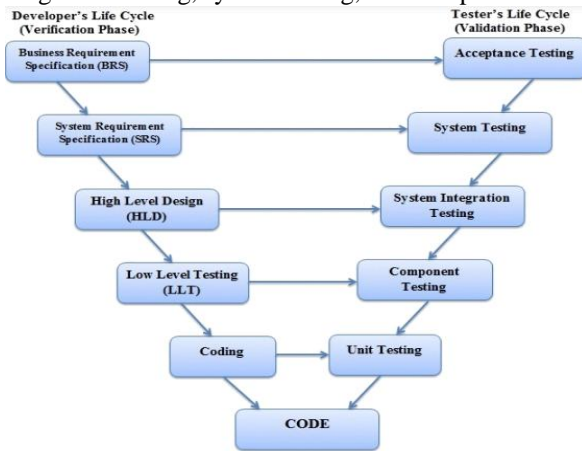 Developer's Life Cycle
(Verification Phase)
Tester's Life Cycle
(Validation Phase)
Business Requirement
Specification (BRS)
Acceptance Testing
System Requirement
Specification (SRS)
System Testing
High Level Design
(HLD)
System Integration
Testing
Low Level Testing
(LLT)
Component
Testing
Coding
Unit Testing
CODE